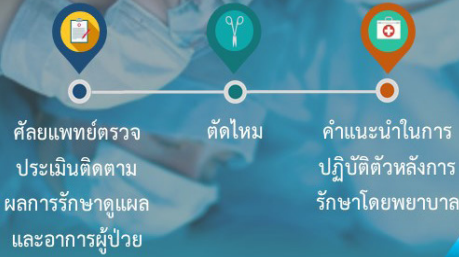 ศัลยแพทย์ตรวจ
ประเมินติดตาม
ผลการรักษาดูแผล
และอาการผู้ป่วย
ตัดไหม
คำแนะนำในการ
ปฏิบัติตัวหลังการ
รักษาโดยพยาบาล